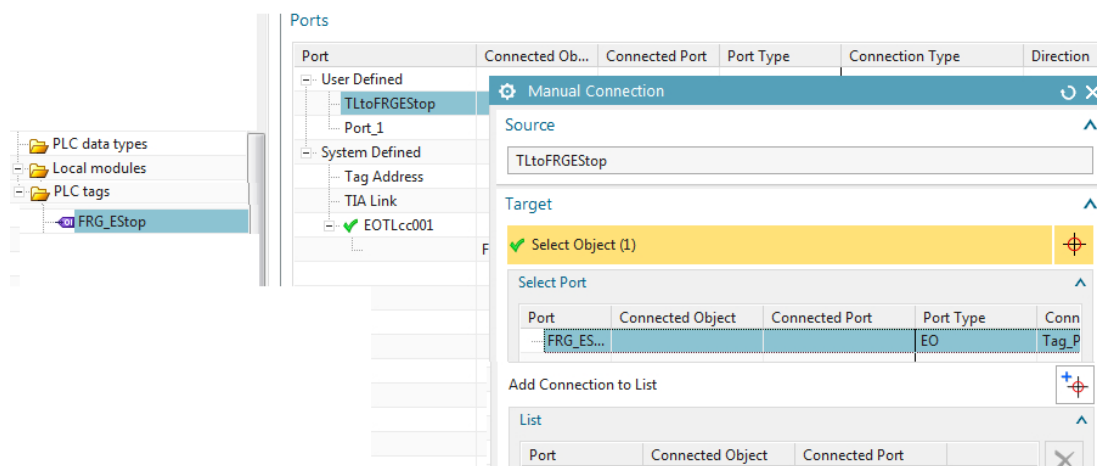 Ports
Port Connected Ob... Connected Port Port Type Connection Type Direction
User Defined
TLtoFRGEStop
Port_1
System Defined
Tag Address
TIA Link
EOTLcc001
F
PLC data types
Local modules
PLC tags
FRG_EStop
Manual Connection
Source
TLtoFRGEStop
Target
Select Object (1)
Select Port
Port Connected Object Connected Port Port Type Conn
FRG_ES... EO Tag_P
Add Connection to List
List
Port Connected Object Connected Port